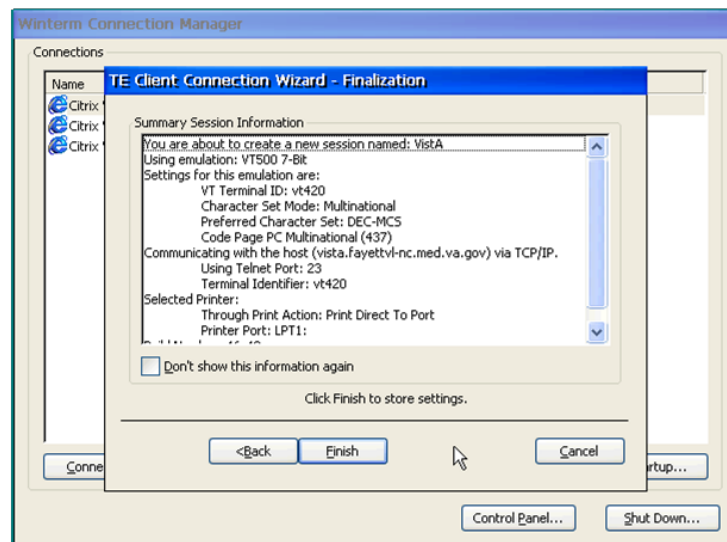 Winterm Connection Manager
Connections
Name
Citrix
Citrix
Citrix
TE Client Connection Wizard - Finalization
Summary Session Information
You are about to create a new session named: VistA
Using emulation: VT500 7-Bit
Settings for this emulation are:
VT Terminal ID: vt420
Character Set Mode: Multinational
Preferred Character Set: DEC-MCS
Code Page PC Multinational (437)
Communicating with the host (vista.fayettvl-nc.med.va.gov) via TCP/IP.
Using Telnet Port: 23
Terminal Identifier: vt420
Selected Printer:
Through Print Action: Print Direct To Port
Printer Port: LPT1:
Don't show this information again
Click Finish to store settings.
<Back Finish Cancel
Conne rtup...
Control Panel... Shut Down...